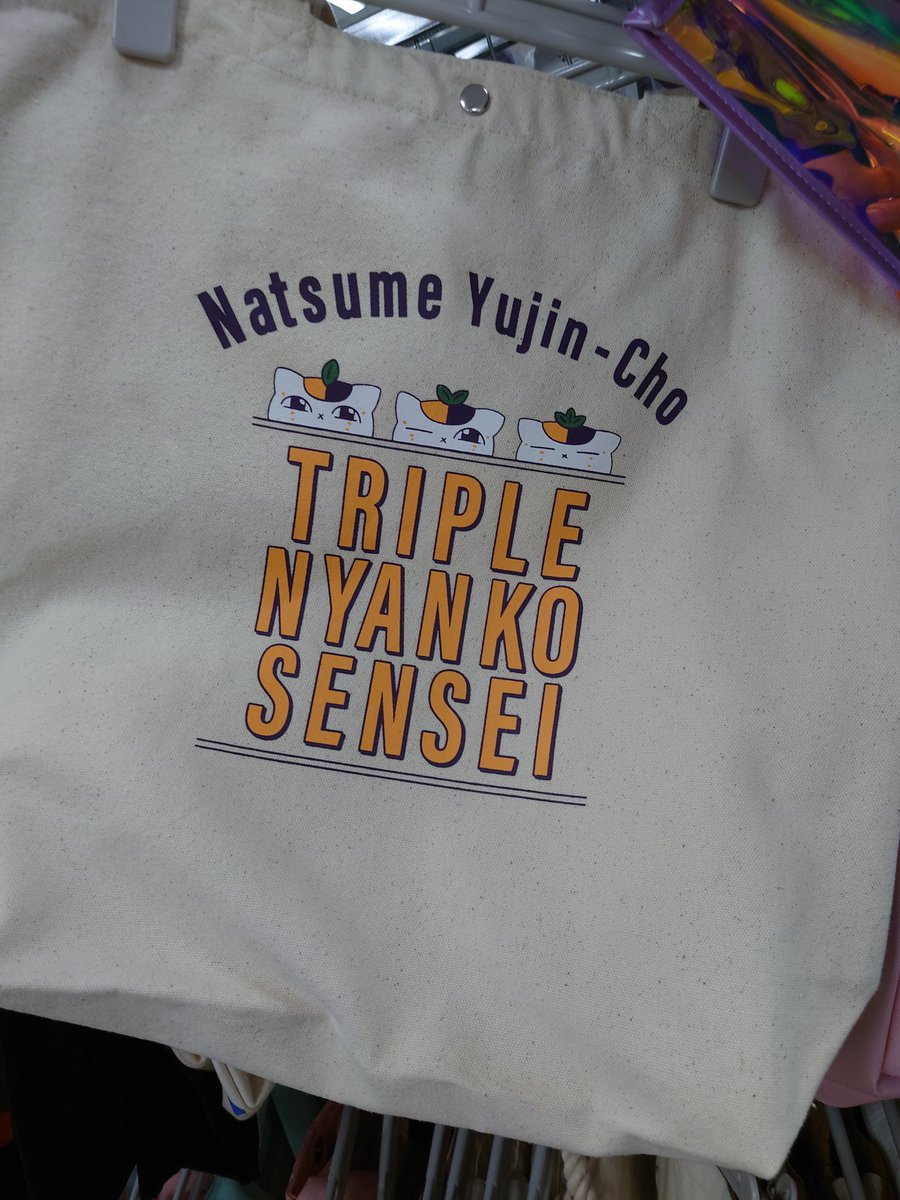 Natsume Yujin-Cho
TRIPLE
NYANKO
SENSEI